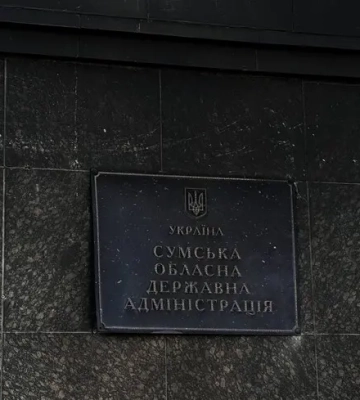 УКРАЇНА
СУМСЬКА
ОБЛАСНА
ДЕРЖАВНА
АДМІНІСТРАЦІЯ